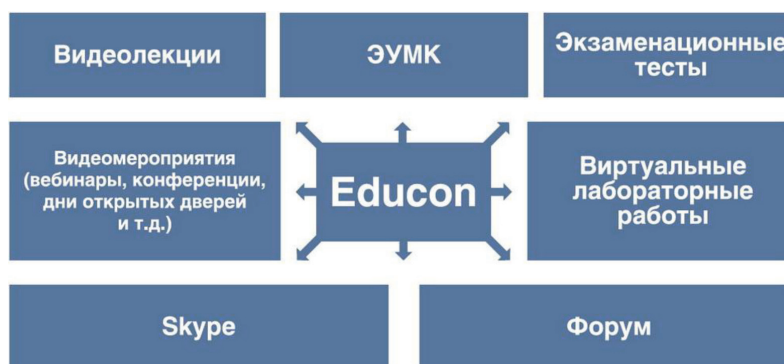 Видеолекции
ЭУМК
Экзаменационные
тесты
Видеомероприятия
(вебинары, конференции,
дни открытых дверей
и т.д.)
Educon
Виртуальные
лабораторные
работы
Skype
Форум